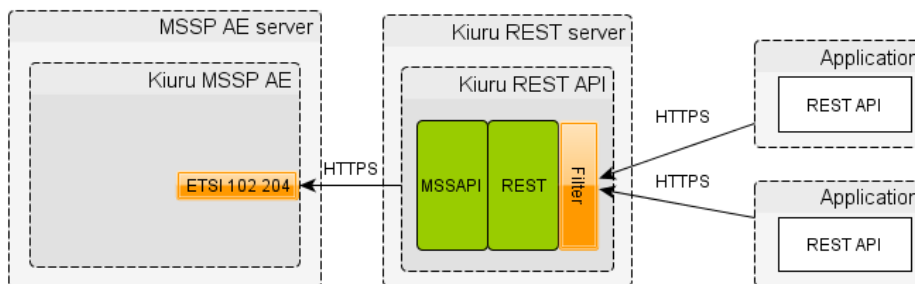 MSSP AE server
Kiuru MSSP AE
ETSI 102 204
HTTPS
Kiuru REST server
Kiuru REST API
MSSAPI
REST
Filter
HTTPS
HTTPS
Application
REST API
Application
REST API